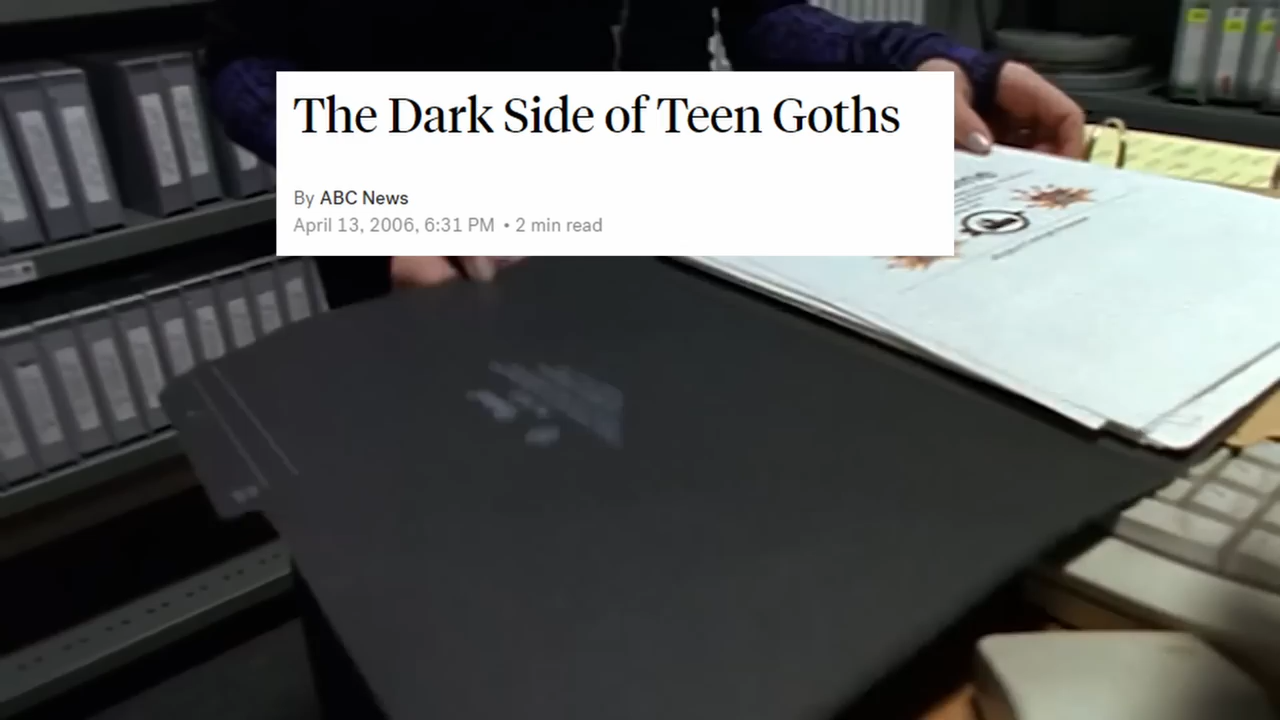 The Dark Side of Teen Goths
By ABC News
April 13, 2006, 6:31 PM • 2 min read